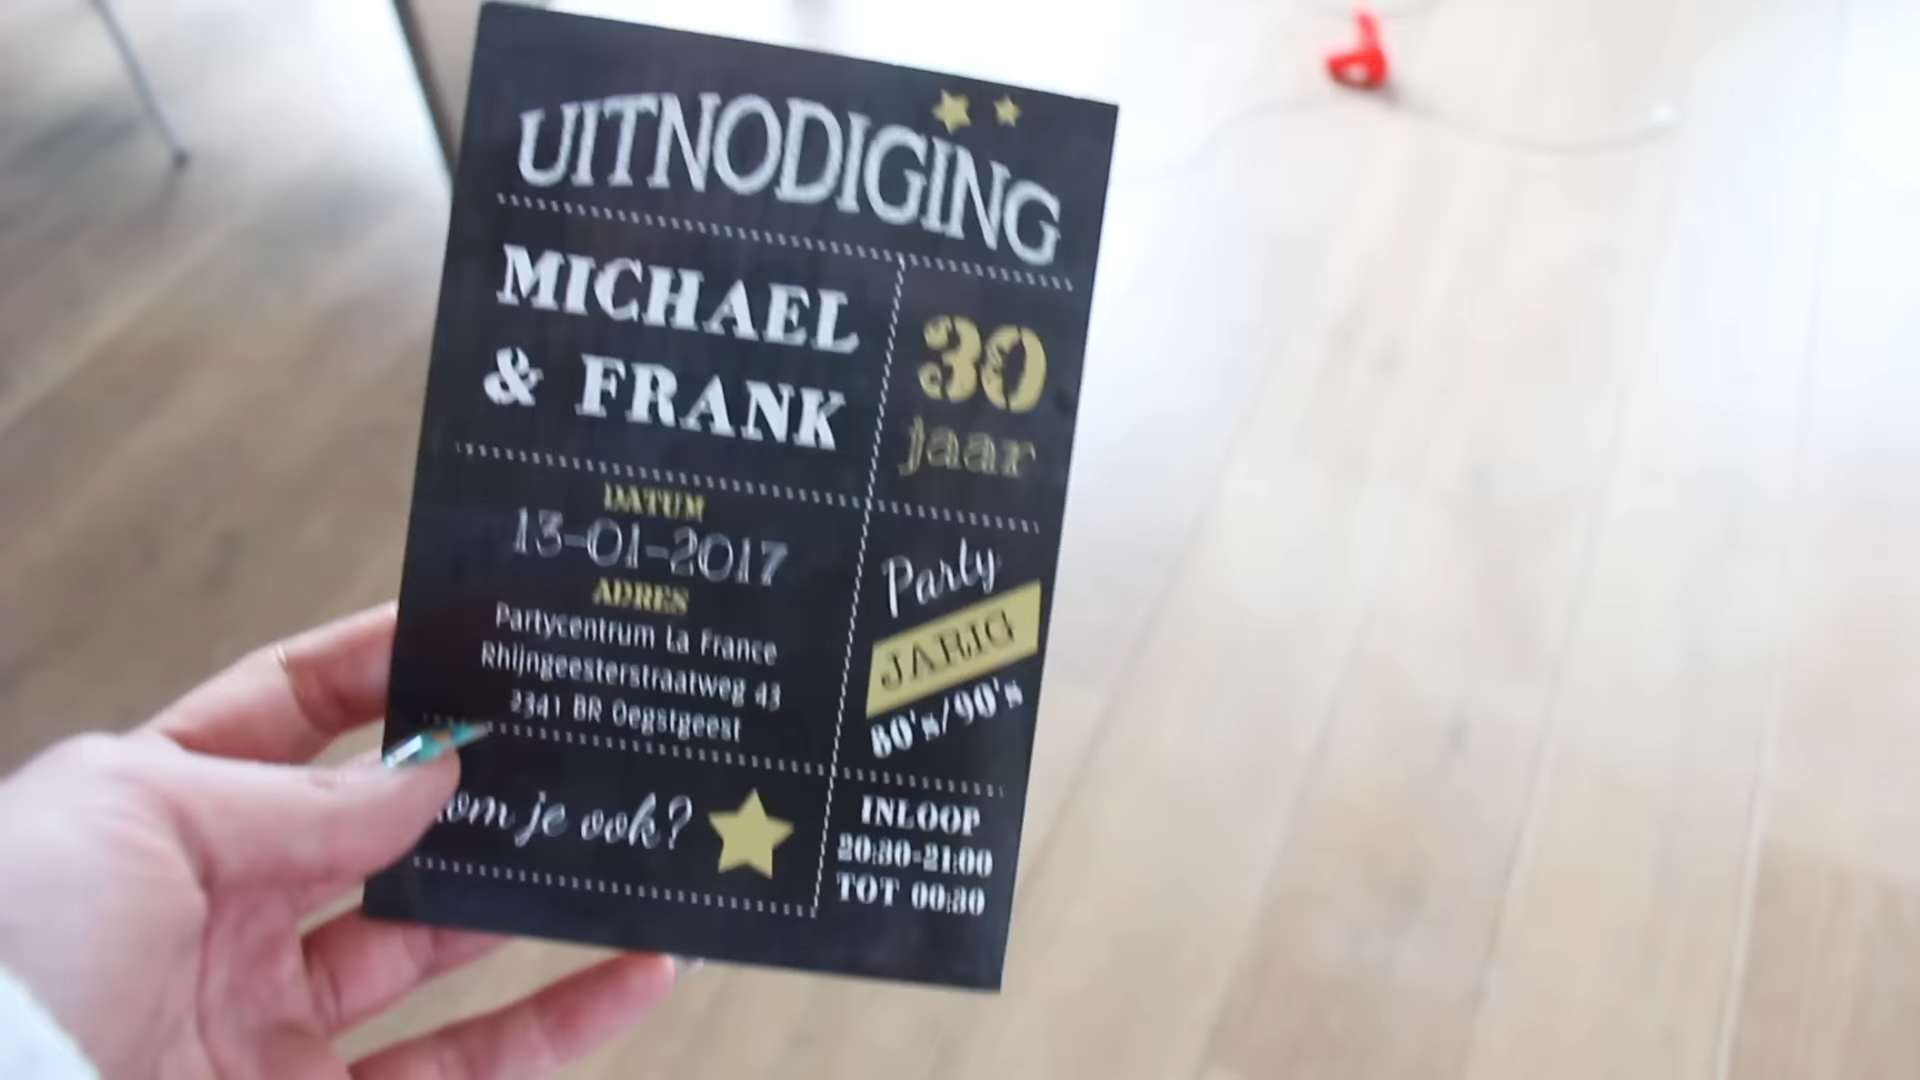 UITNODIGING
MICHAEL
& FRANK
30
jaar
DATUM
13-01-2017
ADRES
Partycentrum La France
Rhijngeesterstraatweg 43
2341 BR Oegstgeest
Party
JARIG
80's/90's
je ook?
INLOOP
20:30-21:00
TOT 00:30